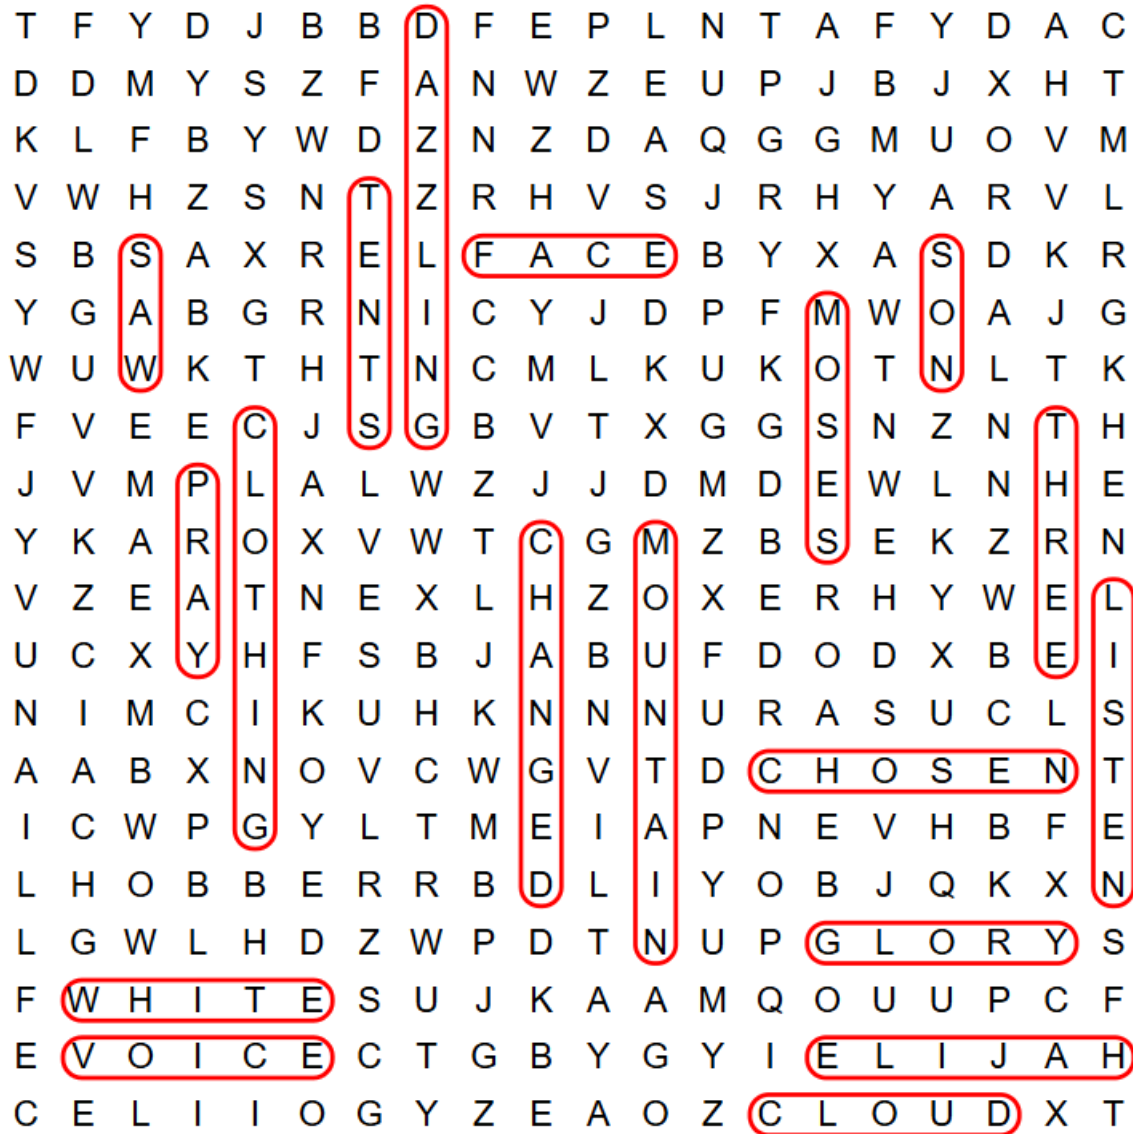 T F Y D J B B D F E P L N T A F Y D A C
D D M Y S Z F A N W Z E U P J B J X H T
K L F B Y W D Z N Z D A Q G G M U O V M
V W H Z S N T Z R H V S J R H Y A R V L
S B S A X R E L F A C E B Y X A S D K R
Y G A B G R N I C Y J D P F M W O A J G
W U W K T H T N C M L K U K O T N L T K
F V E E C J S G B V T X G G S N Z N T H
J V M P L A L W Z J J D M D E W L N H E
Y K A R O X V W T C G M Z B S E K Z R N
V Z E A T N E X L H Z O X E R H Y W E L
U C X Y H F S B J A B U F D O D X B E I
N I M C I K U H K N N N U R A S U C L S
A A B X N O V C W G V T D C H O S E N T
I C W P G Y L T M E I A P N E V H B F E
L H O B B E R R B D L I Y O B J Q K X N
L G W L H D Z W P D T N U P G L O R Y S
F W H I T E S U J K A A M Q O U U P C F
E V O I C E C T G B Y G Y I E L I J A H
C E L I I O G Y Z E A O Z C L O U D X T